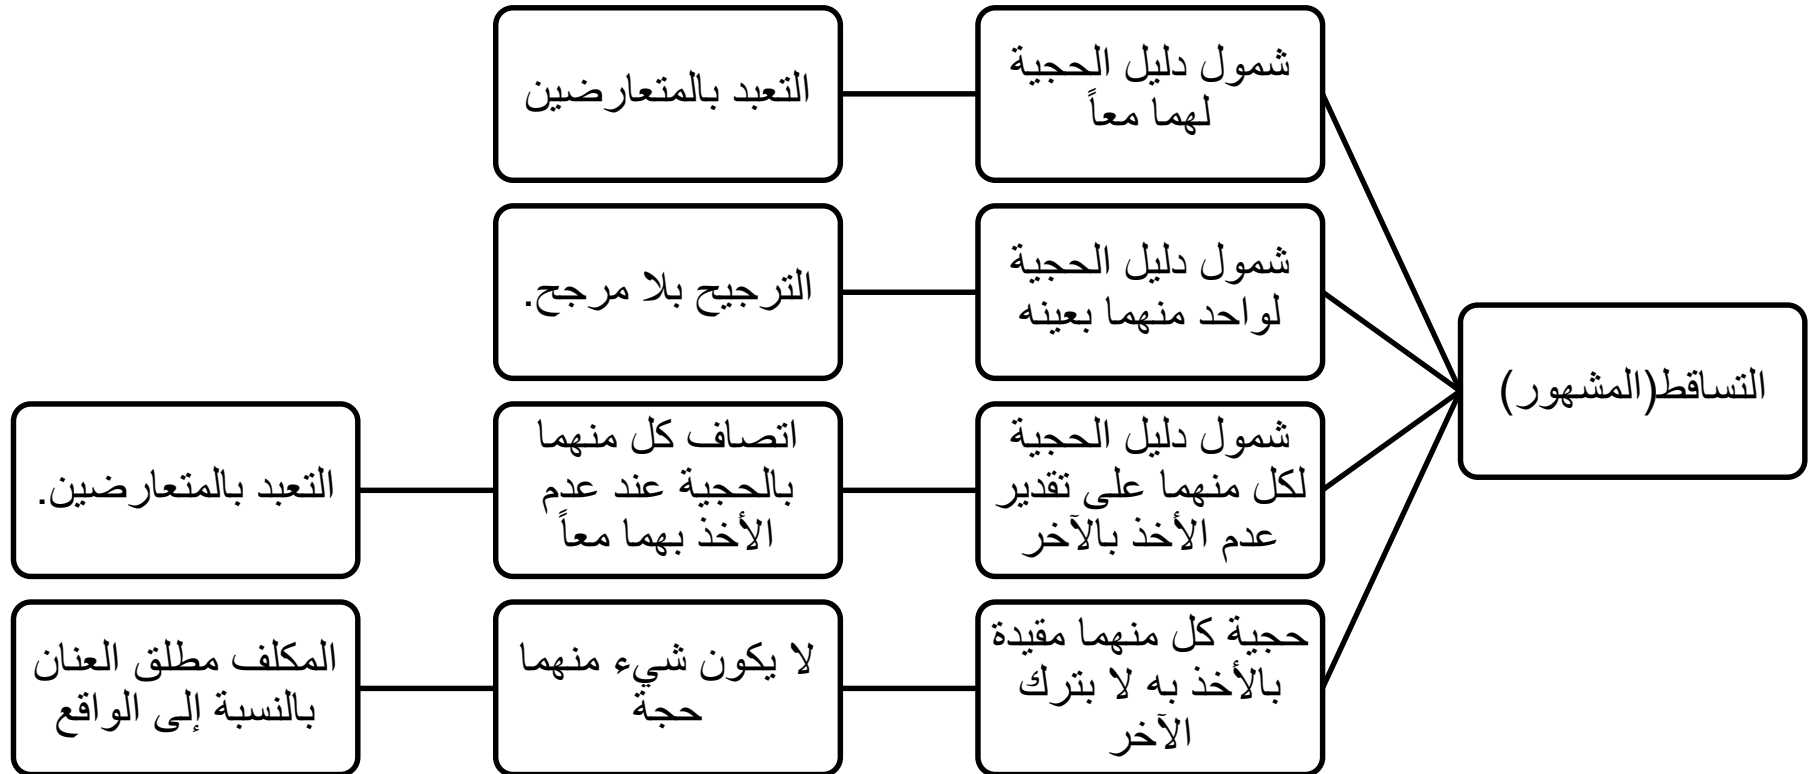 التساقط(المشهور)
شمول دليل الحجية
لهما معاً
التعبد بالمتعارضين
شمول دليل الحجية
لواحد منهما بعينه
الترجيح بلا مرجح.
شمول دليل الحجية
لكل منهما على تقدير
عدم الأخذ بالآخر
اتصاف كل منهما
بالحجية عند عدم
الأخذ بهما معاً
التعبد بالمتعارضين.
حجية كل منهما مقيدة
بالأخذ به لا بترك
الآخر
لا يكون شيء منهما
حجة
المكلف مطلق العنان
بالنسبة إلى الواقع